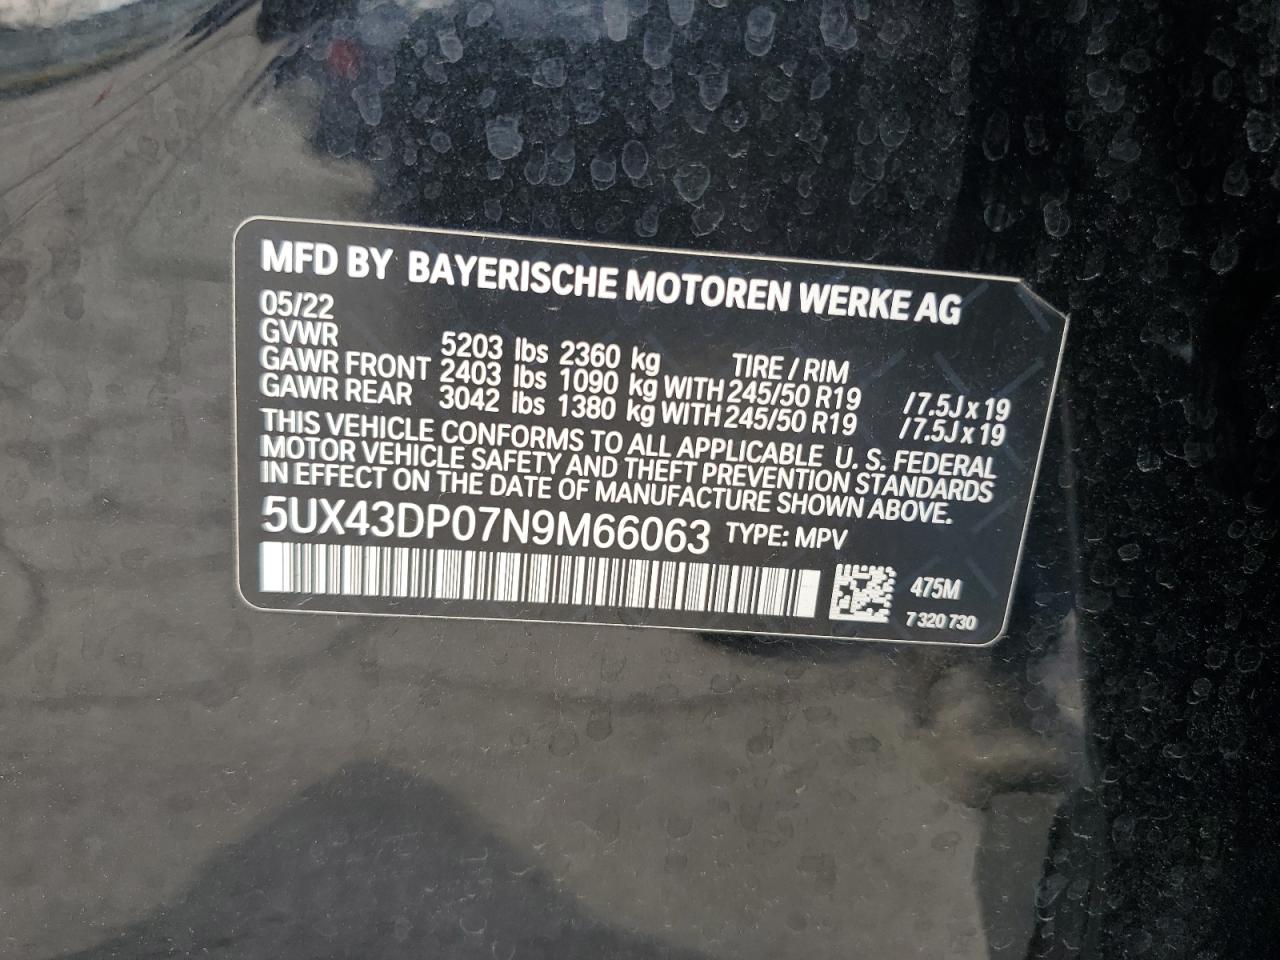 MFD BY BAYERISCHE MOTOREN WERKE AG
05/22
GVWR 5203 lbs 2360 kg TIRE / RIM
GAWR FRONT 2403 lbs 1090 kg WITH 245/50 R19 / 7.5J x 19
GAWR REAR 3042 lbs 1380 kg WITH 245/50 R19 / 7.5J x 19
THIS VEHICLE CONFORMS TO ALL APPLICABLE U. S. FEDERAL
MOTOR VEHICLE SAFETY AND THEFT PREVENTION STANDARDS
IN EFFECT ON THE DATE OF MANUFACTURE SHOWN ABOVE.
5UX43DP07N9M66063 TYPE: MPV
475M
7 320 730